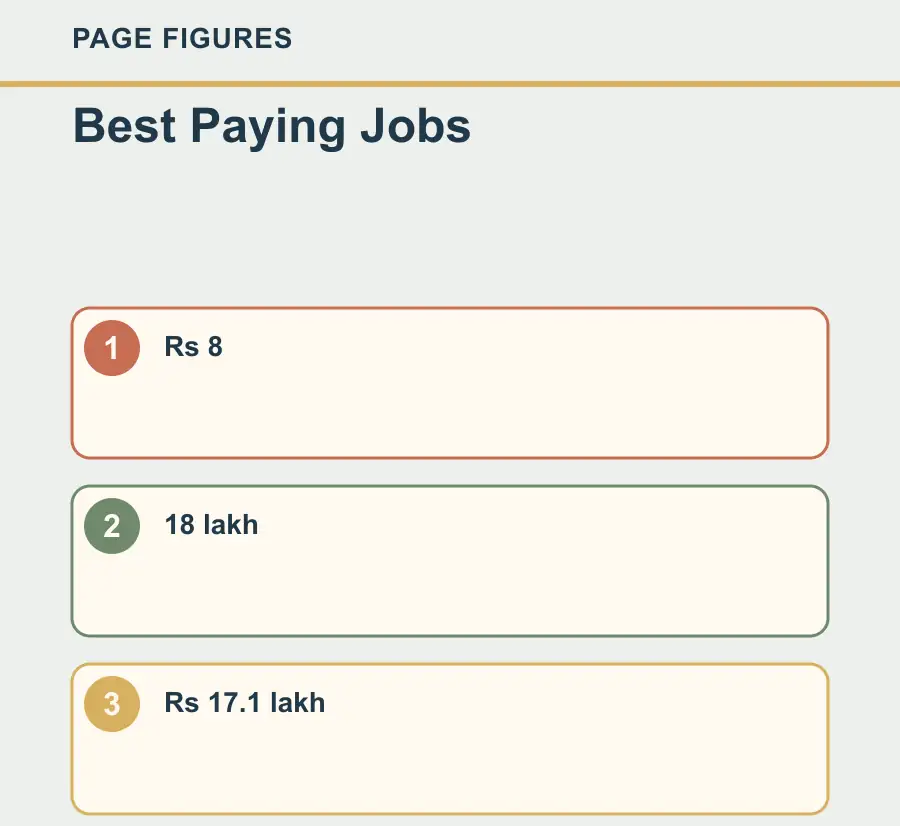 PAGE FIGURES
Best Paying Jobs
1 Rs 8
2 18 lakh
3 Rs 17.1 lakh